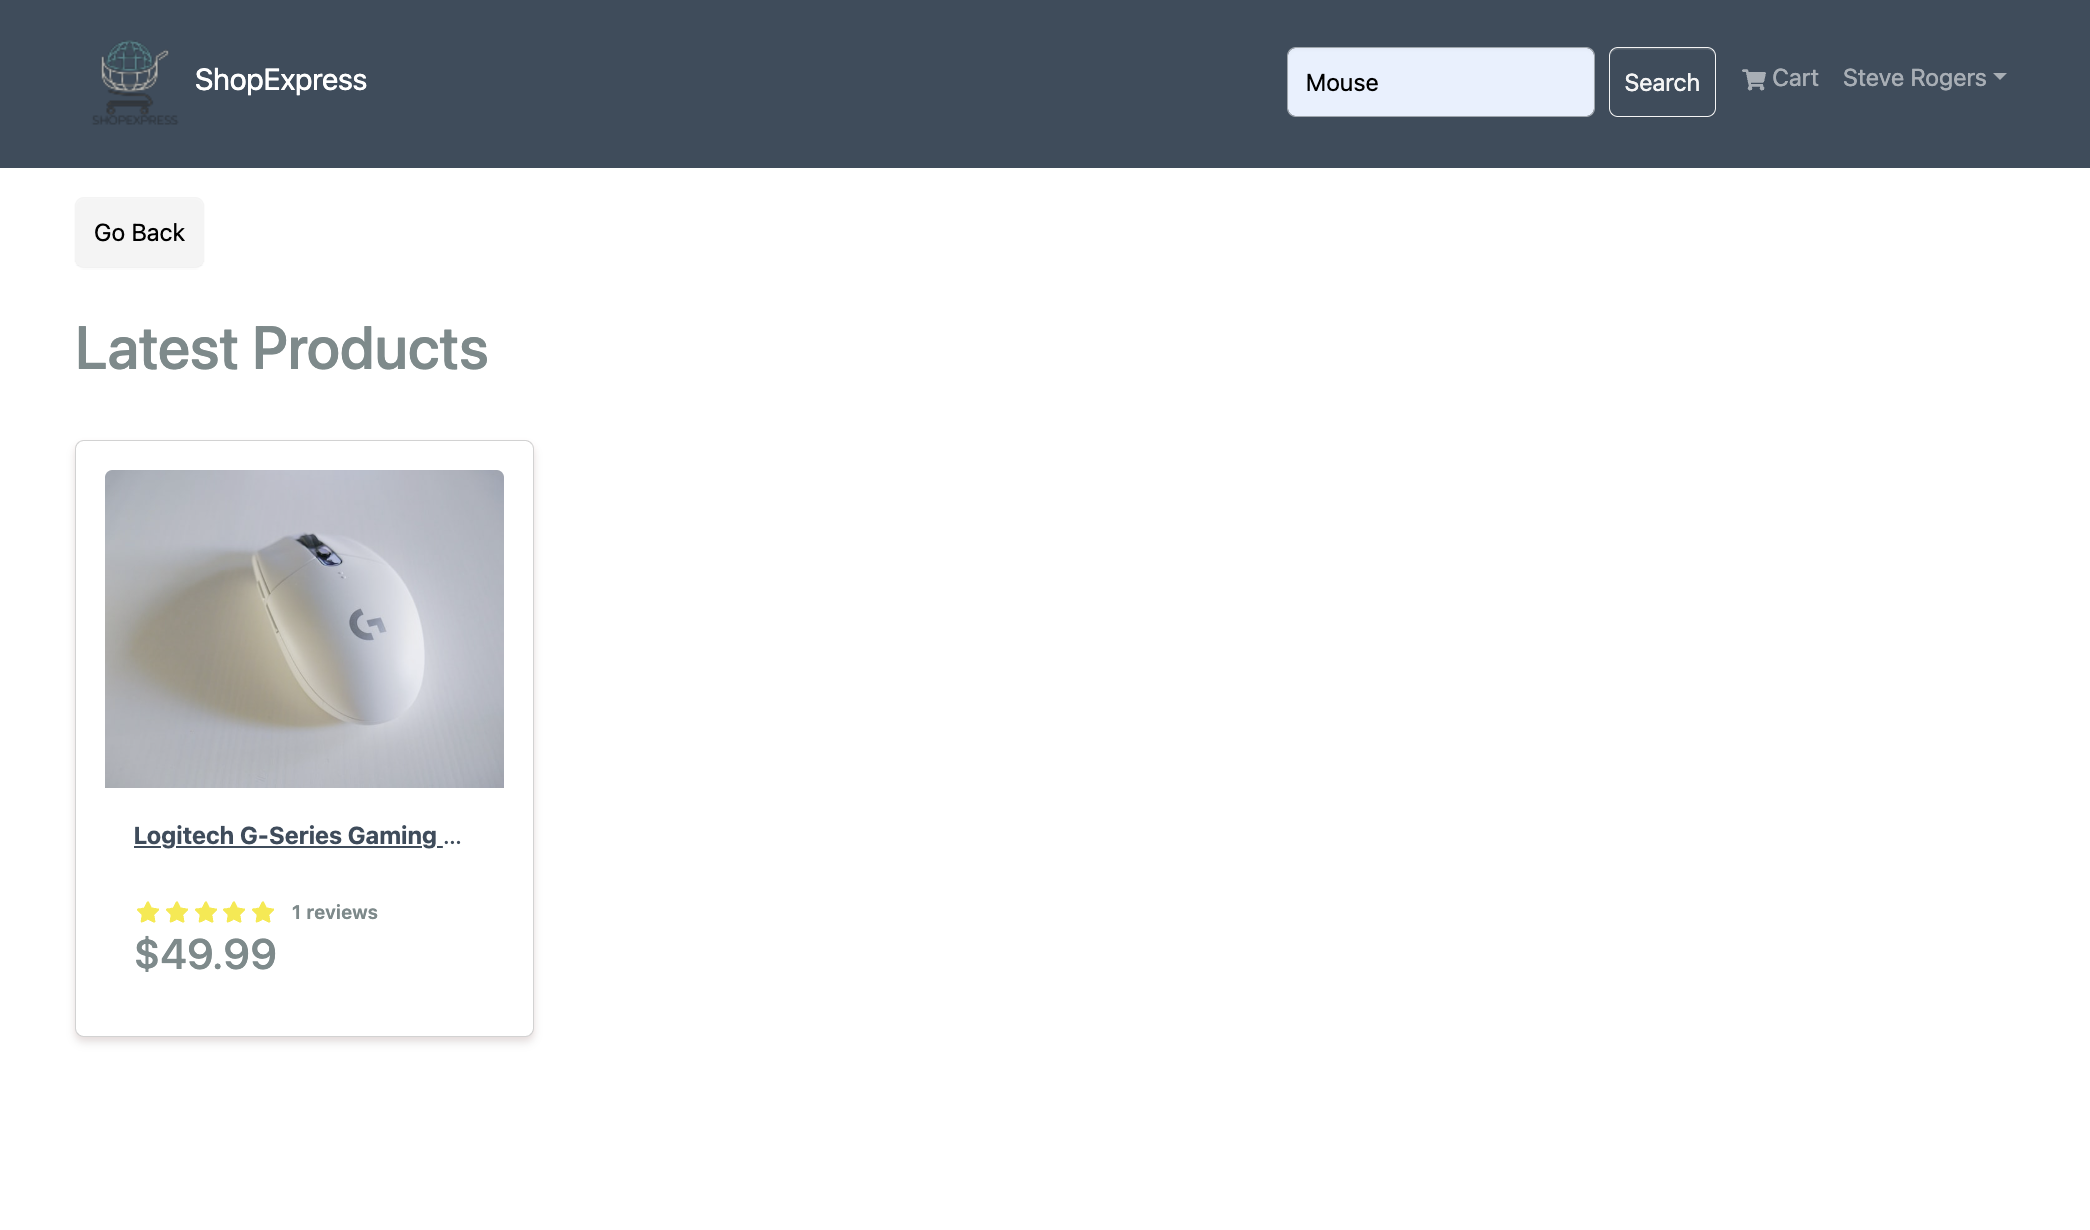 SHOPEXPRESS
ShopExpress
Mouse
Search
Cart
Steve Rogers
Go Back
Latest Products
G
Logitech G-Series Gaming ...
1 reviews
$49.99